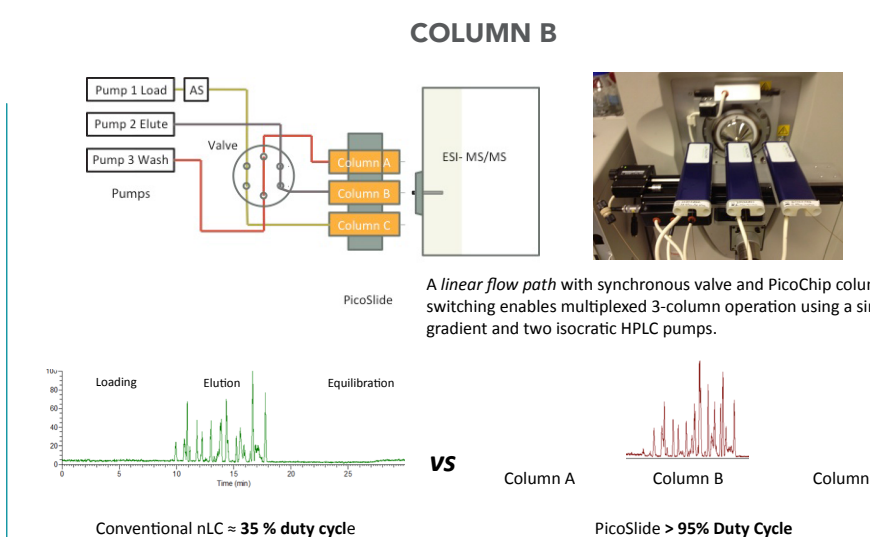 COLUMN B
Pump 1 Load
AS
Pump 2 Elute
Pump 3 Wash
Pumps
Valve
Column A
Column B
Column C
ESI- MS/MS
PicoSlide
A linear flow path with synchronous valve and PicoChip
switching enables multiplexed 3-column operation using a
gradient and two isocratic HPLC pumps.
100
80
60
40
20
0
Loading
Elution
Equilibration
0 5 10 15 20 25
Time (min)
vs
Column A
Column B
Column
Conventional nLC ≈ 35 % duty cycle
PicoSlide > 95% Duty Cycle